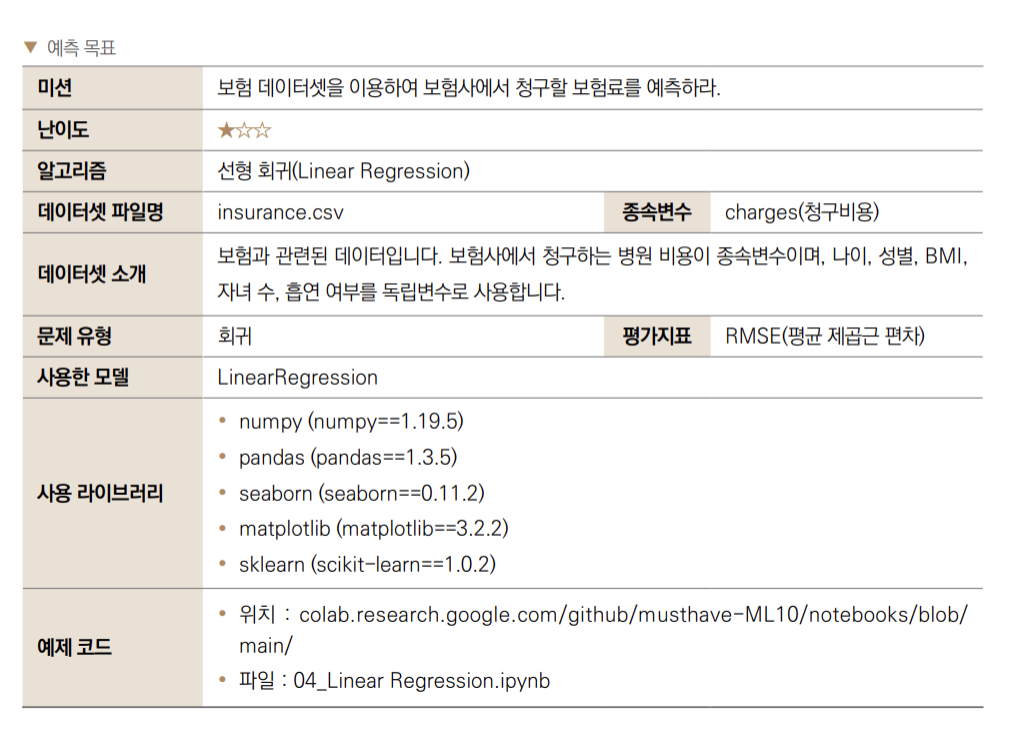 ▼ 예측 목표
미션 보험 데이터셋을 이용하여 보험사에서 청구할 보험료를 예측하라.
난이도 ★☆☆
알고리즘 선형 회귀(Linear Regression)
데이터셋 파일명 insurance.csv 종속변수 charges(청구비용)
데이터셋 소개 보험과 관련된 데이터입니다. 보험사에서 청구하는 병원 비용이 종속변수이며, 나이, 성별, BMI,
자녀 수, 흡연 여부를 독립변수로 사용합니다.
문제 유형 회귀 평가지표 RMSE(평균 제곱근 편차)
사용한 모델 LinearRegression
사용 라이브러리
• numpy (numpy==1.19.5)
• pandas (pandas==1.3.5)
• seaborn (seaborn==0.11.2)
• matplotlib (matplotlib==3.2.2)
• sklearn (scikit-learn==1.0.2)
예제 코드
• 위치 : colab.research.google.com/github/musthave-ML10/notebooks/blob/
main/
• 파일 : 04_Linear Regression.ipynb